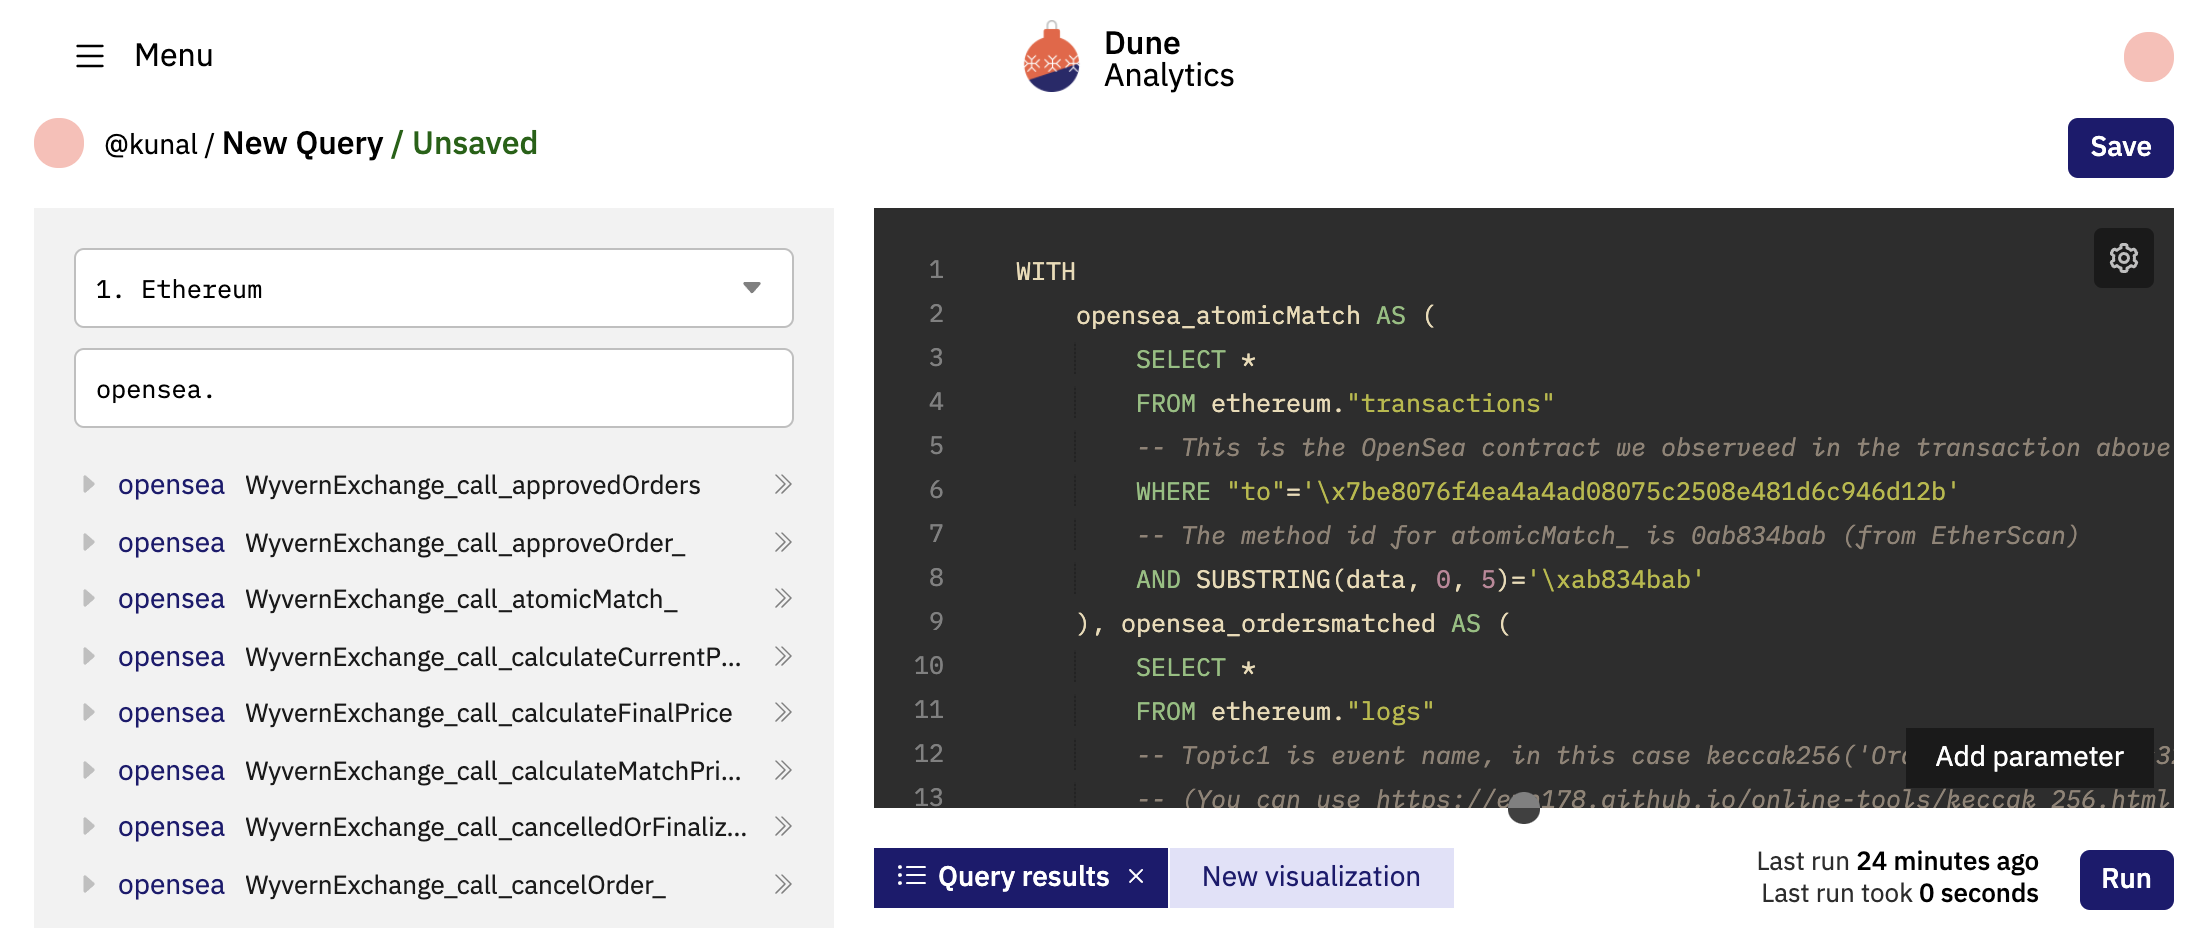 Menu
Dune
Analytics
@kunal / New Query / Unsaved
Save
1. Ethereum
opensea.
opensea WyvernExchange_call_approvedOrders
opensea WyvernExchange_call_approveOrder_
opensea WyvernExchange_call_atomicMatch_
opensea WyvernExchange_call_calculateCurrentP...
opensea WyvernExchange_call_calculateFinalPrice
opensea WyvernExchange_call_calculateMatchPri...
opensea WyvernExchange_call_cancelledOrFinaliz...
opensea WyvernExchange_call_cancelOrder_
1 WITH
2 opensea_atomicMatch AS (
3 SELECT *
4 FROM ethereum."transactions"
5 -- This is the OpenSea contract we observeed in the transaction above
6 WHERE "to"='\x7be8076f4ea4a4ad08075c2508e481d6c946d12b'
7 -- The method id for atomicMatch_ is 0ab834bab (from EtherScan)
8 AND SUBSTRING(data, 0, 5)='\xab834bab'
9 ), opensea_ordersmatched AS (
10 SELECT *
11 FROM ethereum."logs"
12 -- Topic1 is event name, in this case keccak256('Or
Add parameter
13 -- (You can use https://e178.github.io/online-tools/keccak_256.html
Query results ×
New visualization
Last run 24 minutes ago
Last run took 0 seconds
Run